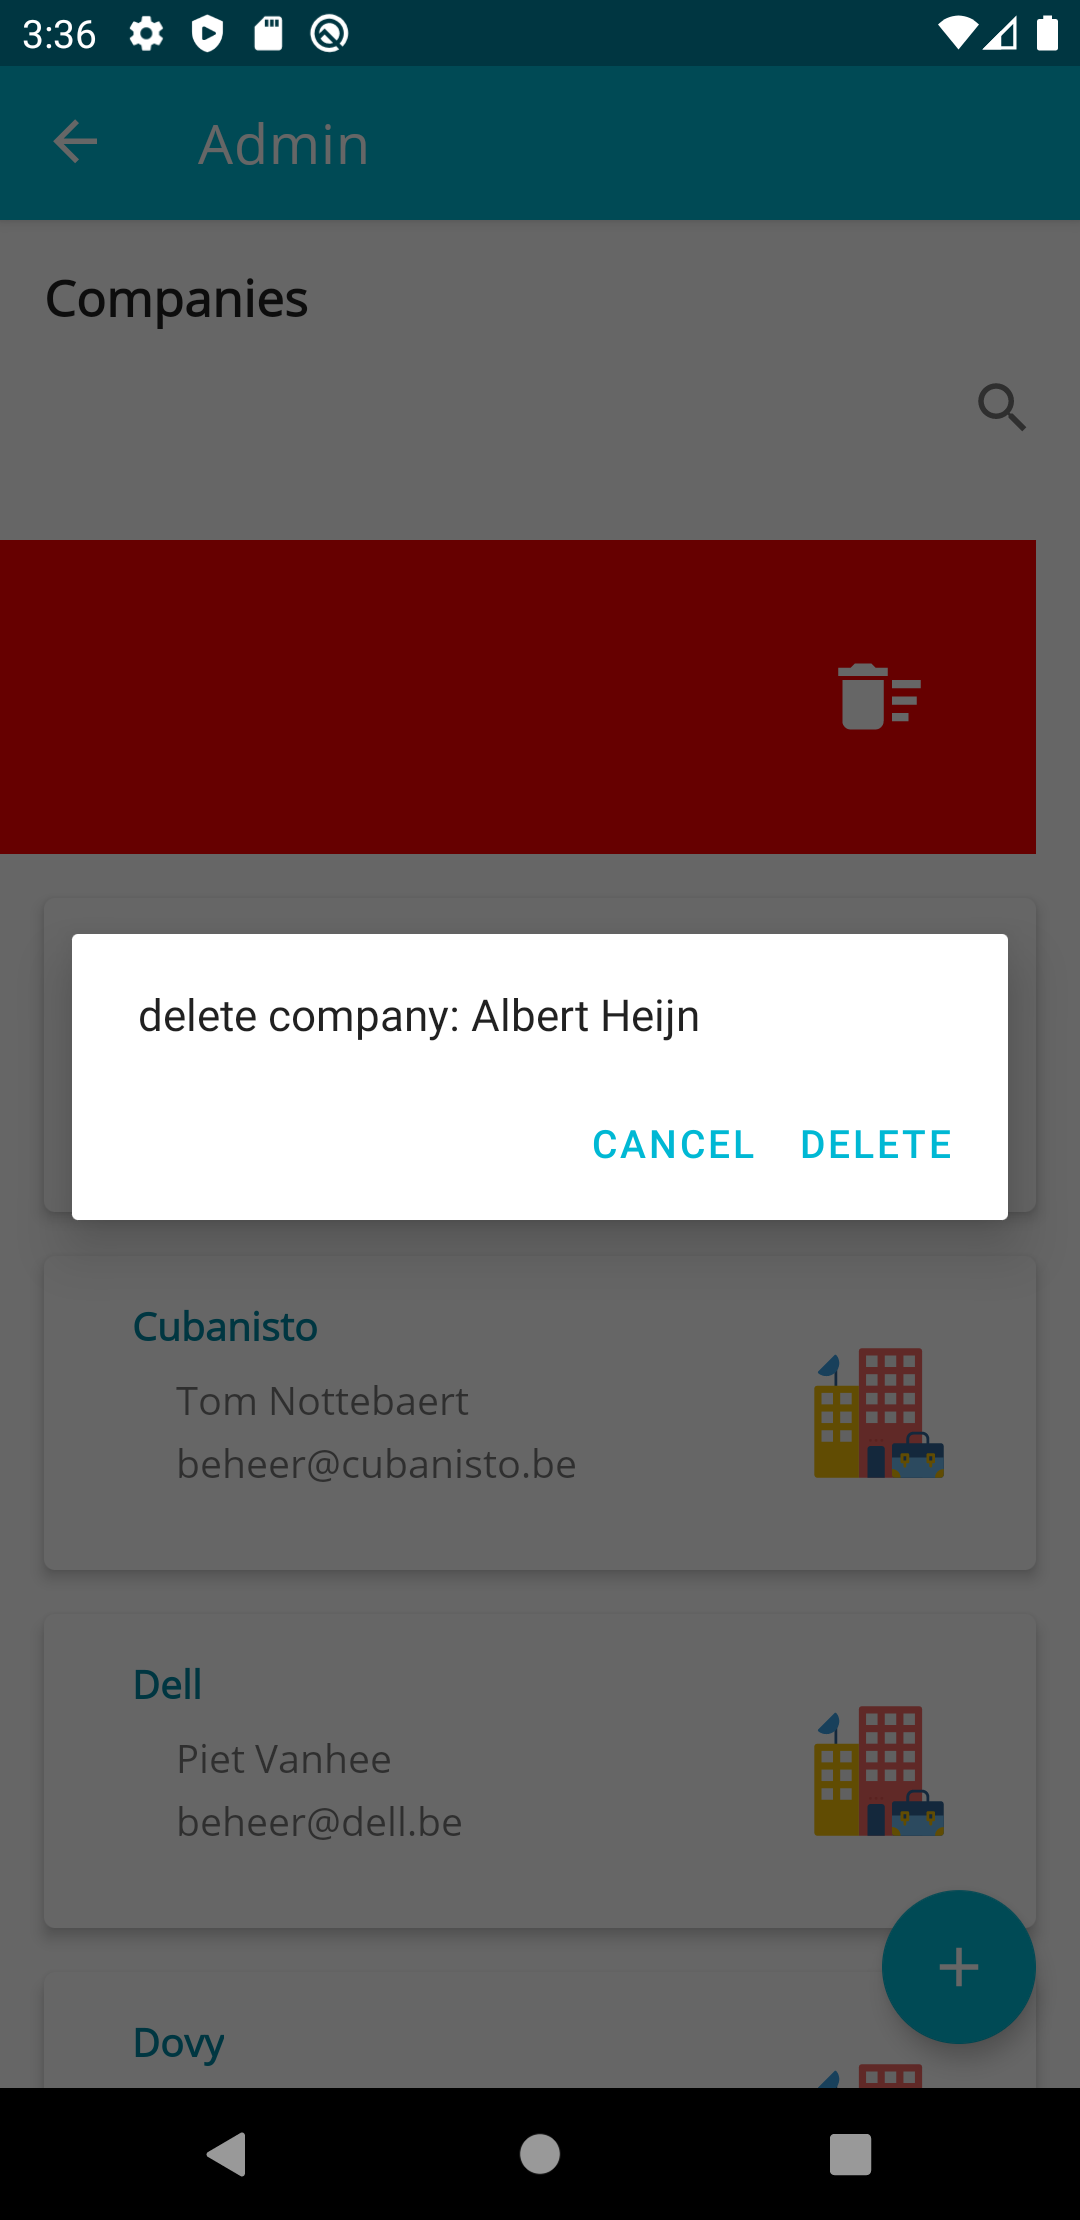 3:36
Admin
Companies
delete company: Albert Heijn
CANCEL DELETE
Cubanisto
Tom Nottebaert
beheer@cubanisto.be
Dell
Piet Vanhee
beheer@dell.be
Dovy